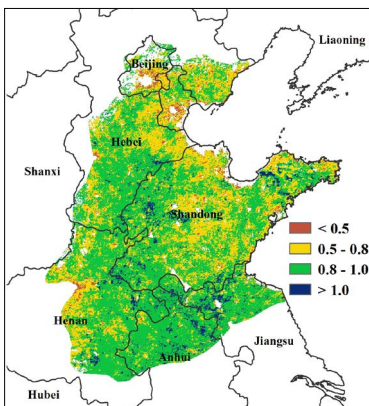 Liaoning
Beijing
Hebei
Shanxi
Shandong
< 0.5
0.5 - 0.8
0.8 - 1.0
> 1.0
Henan
Jiangsu
Anhui
Hubei